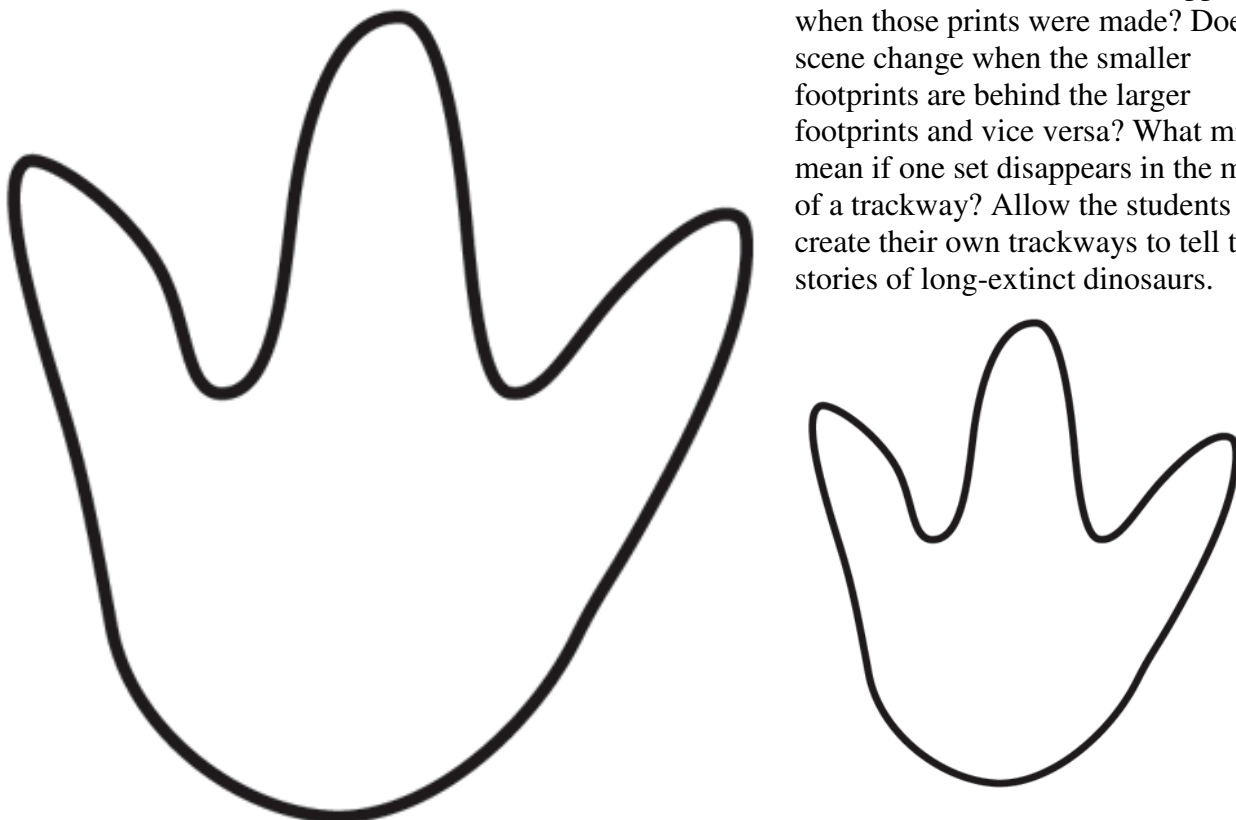 when those prints were made?
scene change when the smaller
footprints are behind the larger
footprints and vice versa? What
mean if one set disappears in the
of a trackway? Allow the students
create their own trackways to tell
stories of long-extinct dinosaurs.